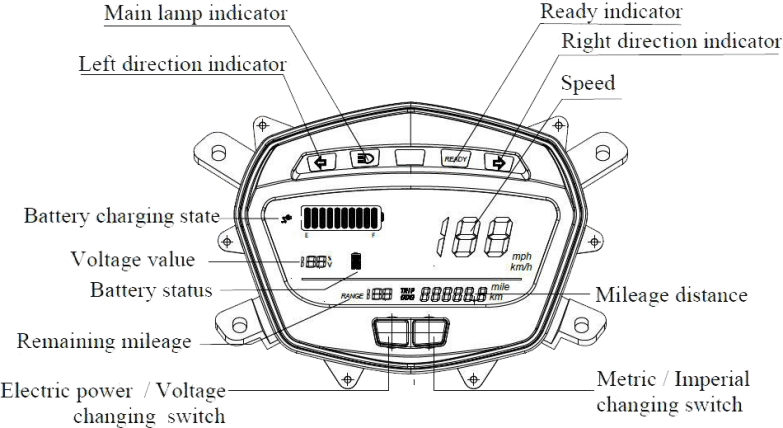 Main lamp indicator
Ready indicator
Left direction indicator
Right direction indicator
Speed
READY
Battery charging state
E F
mph
km/h
Voltage value
%
V
Battery status
RANGE 188 TRIP ODO 888888 mile
km
Mileage distance
188
188
Remaining mileage
Electric power / Voltage
changing switch
Metric / Imperial
changing switch